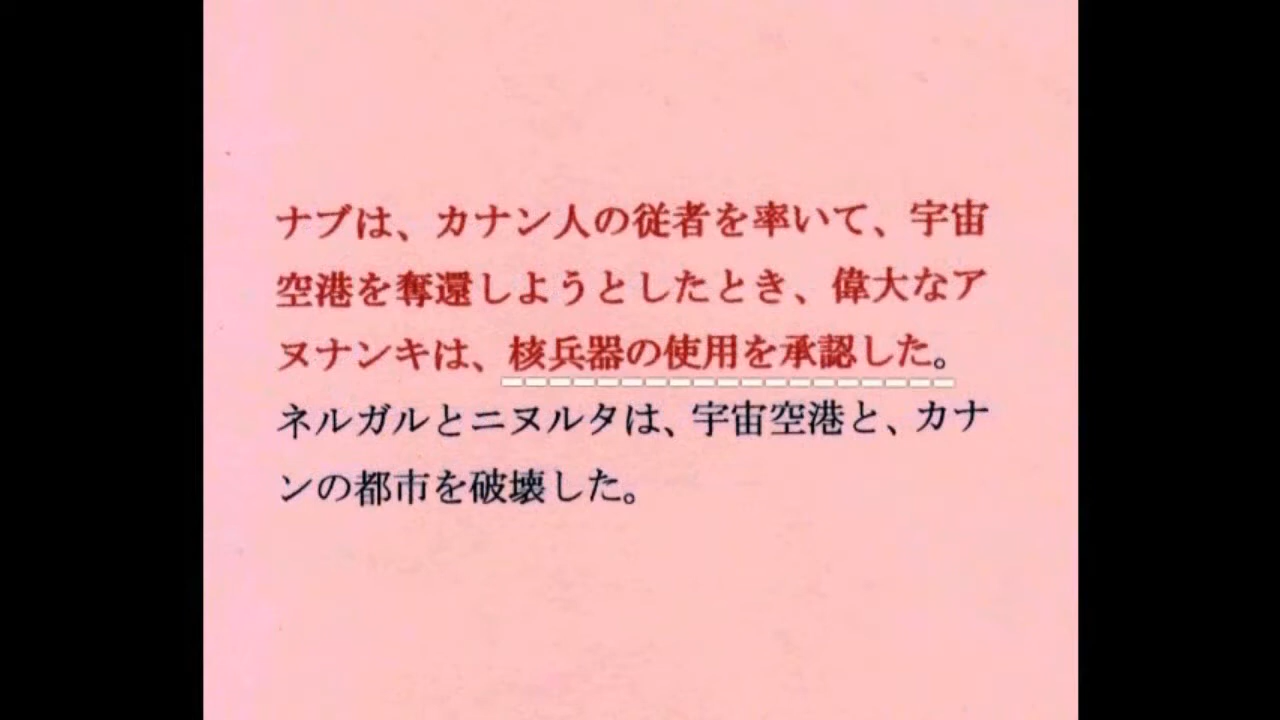 ナブは、カナン人の従者を率いて、宇宙
空港を奪還しようとしたとき、偉大なア
ヌナンキは、核兵器の使用を承認した。
ネルガルとニヌルタは、宇宙空港と、カナ
ンの都市を破壊した。